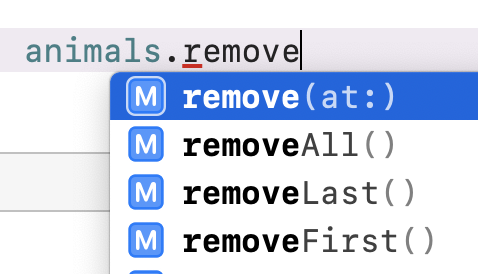 animals.remove
M remove(at:)
M removeAll()
M removeLast()
M removeFirst()